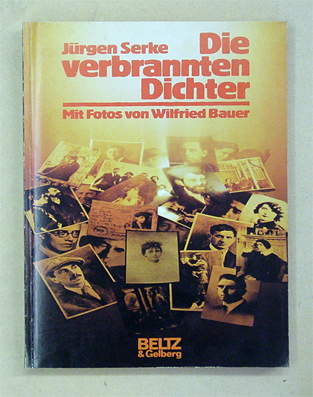 Jürgen Serke Die
verbrannten
Dichter
Mit Fotos von Wilfried Bauer
BELTZ
& Gelberg